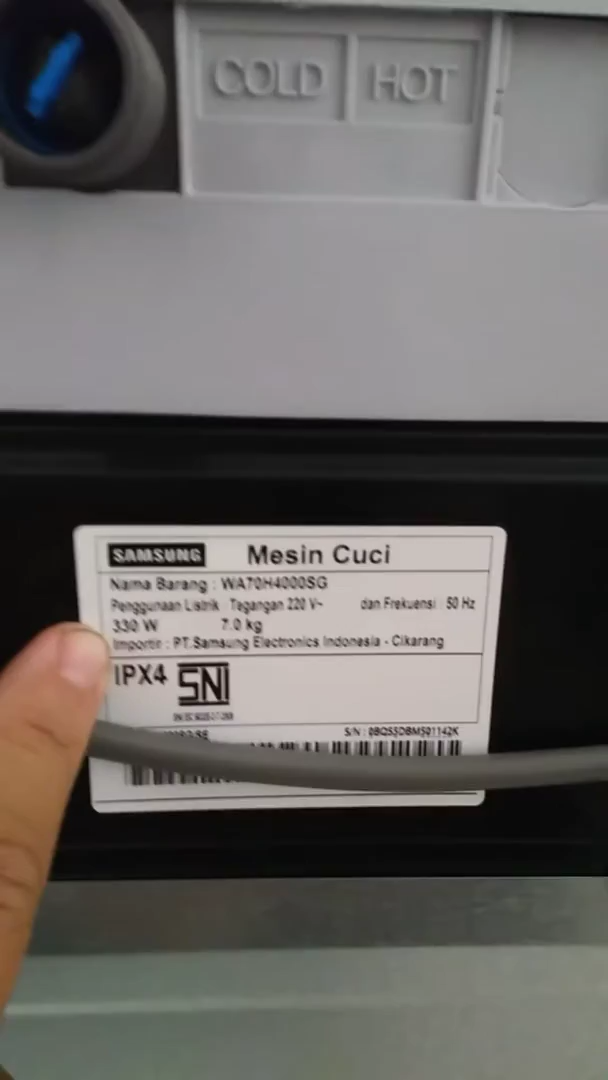 COLD HOT
SAMSUNG Mesin Cuci
Nama Barang : WA70H4000SG
Penggunaan Listrik : Tegangan 220 V~ dan Frekuensi : 50 Hz
330 W 7.0 kg
Importir : PT.Samsung Electronics Indonesia - Cikarang
IPX4 SNI
S/N : 0BQS5DBM501142K